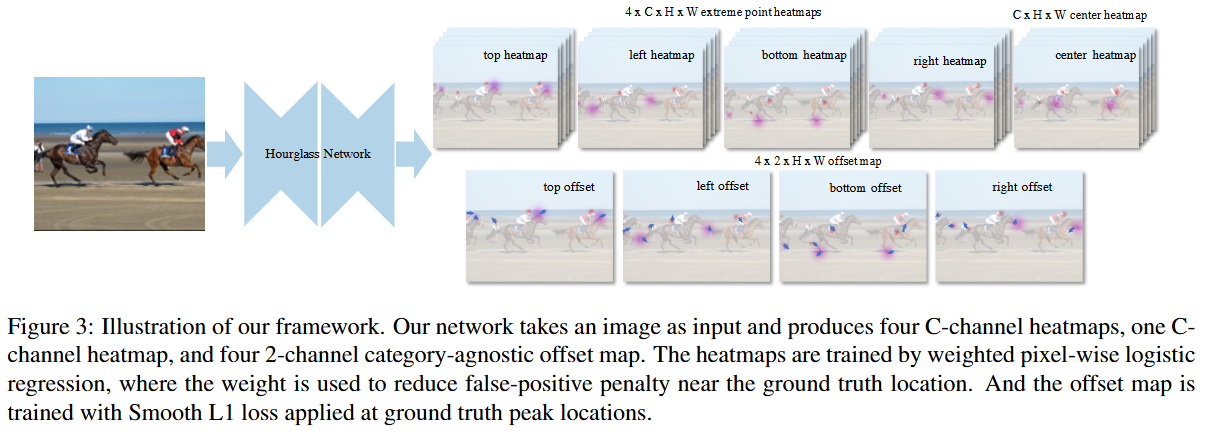 4 x C x H x W extreme point heatmaps
C x H x W center heatmap
top heatmap
left heatmap
bottom heatmap
right heatmap
center heatmap
Hourglass Network
4 x 2 x H x W offset map
top offset
left offset
bottom offset
right offset
Figure 3: Illustration of our framework. Our network takes an image as input and produces four C-channel heatmaps, one C-
channel heatmap, and four 2-channel category-agnostic offset map. The heatmaps are trained by weighted pixel-wise logistic
regression, where the weight is used to reduce false-positive penalty near the ground truth location. And the offset map is
trained with Smooth L1 loss applied at ground truth peak locations.